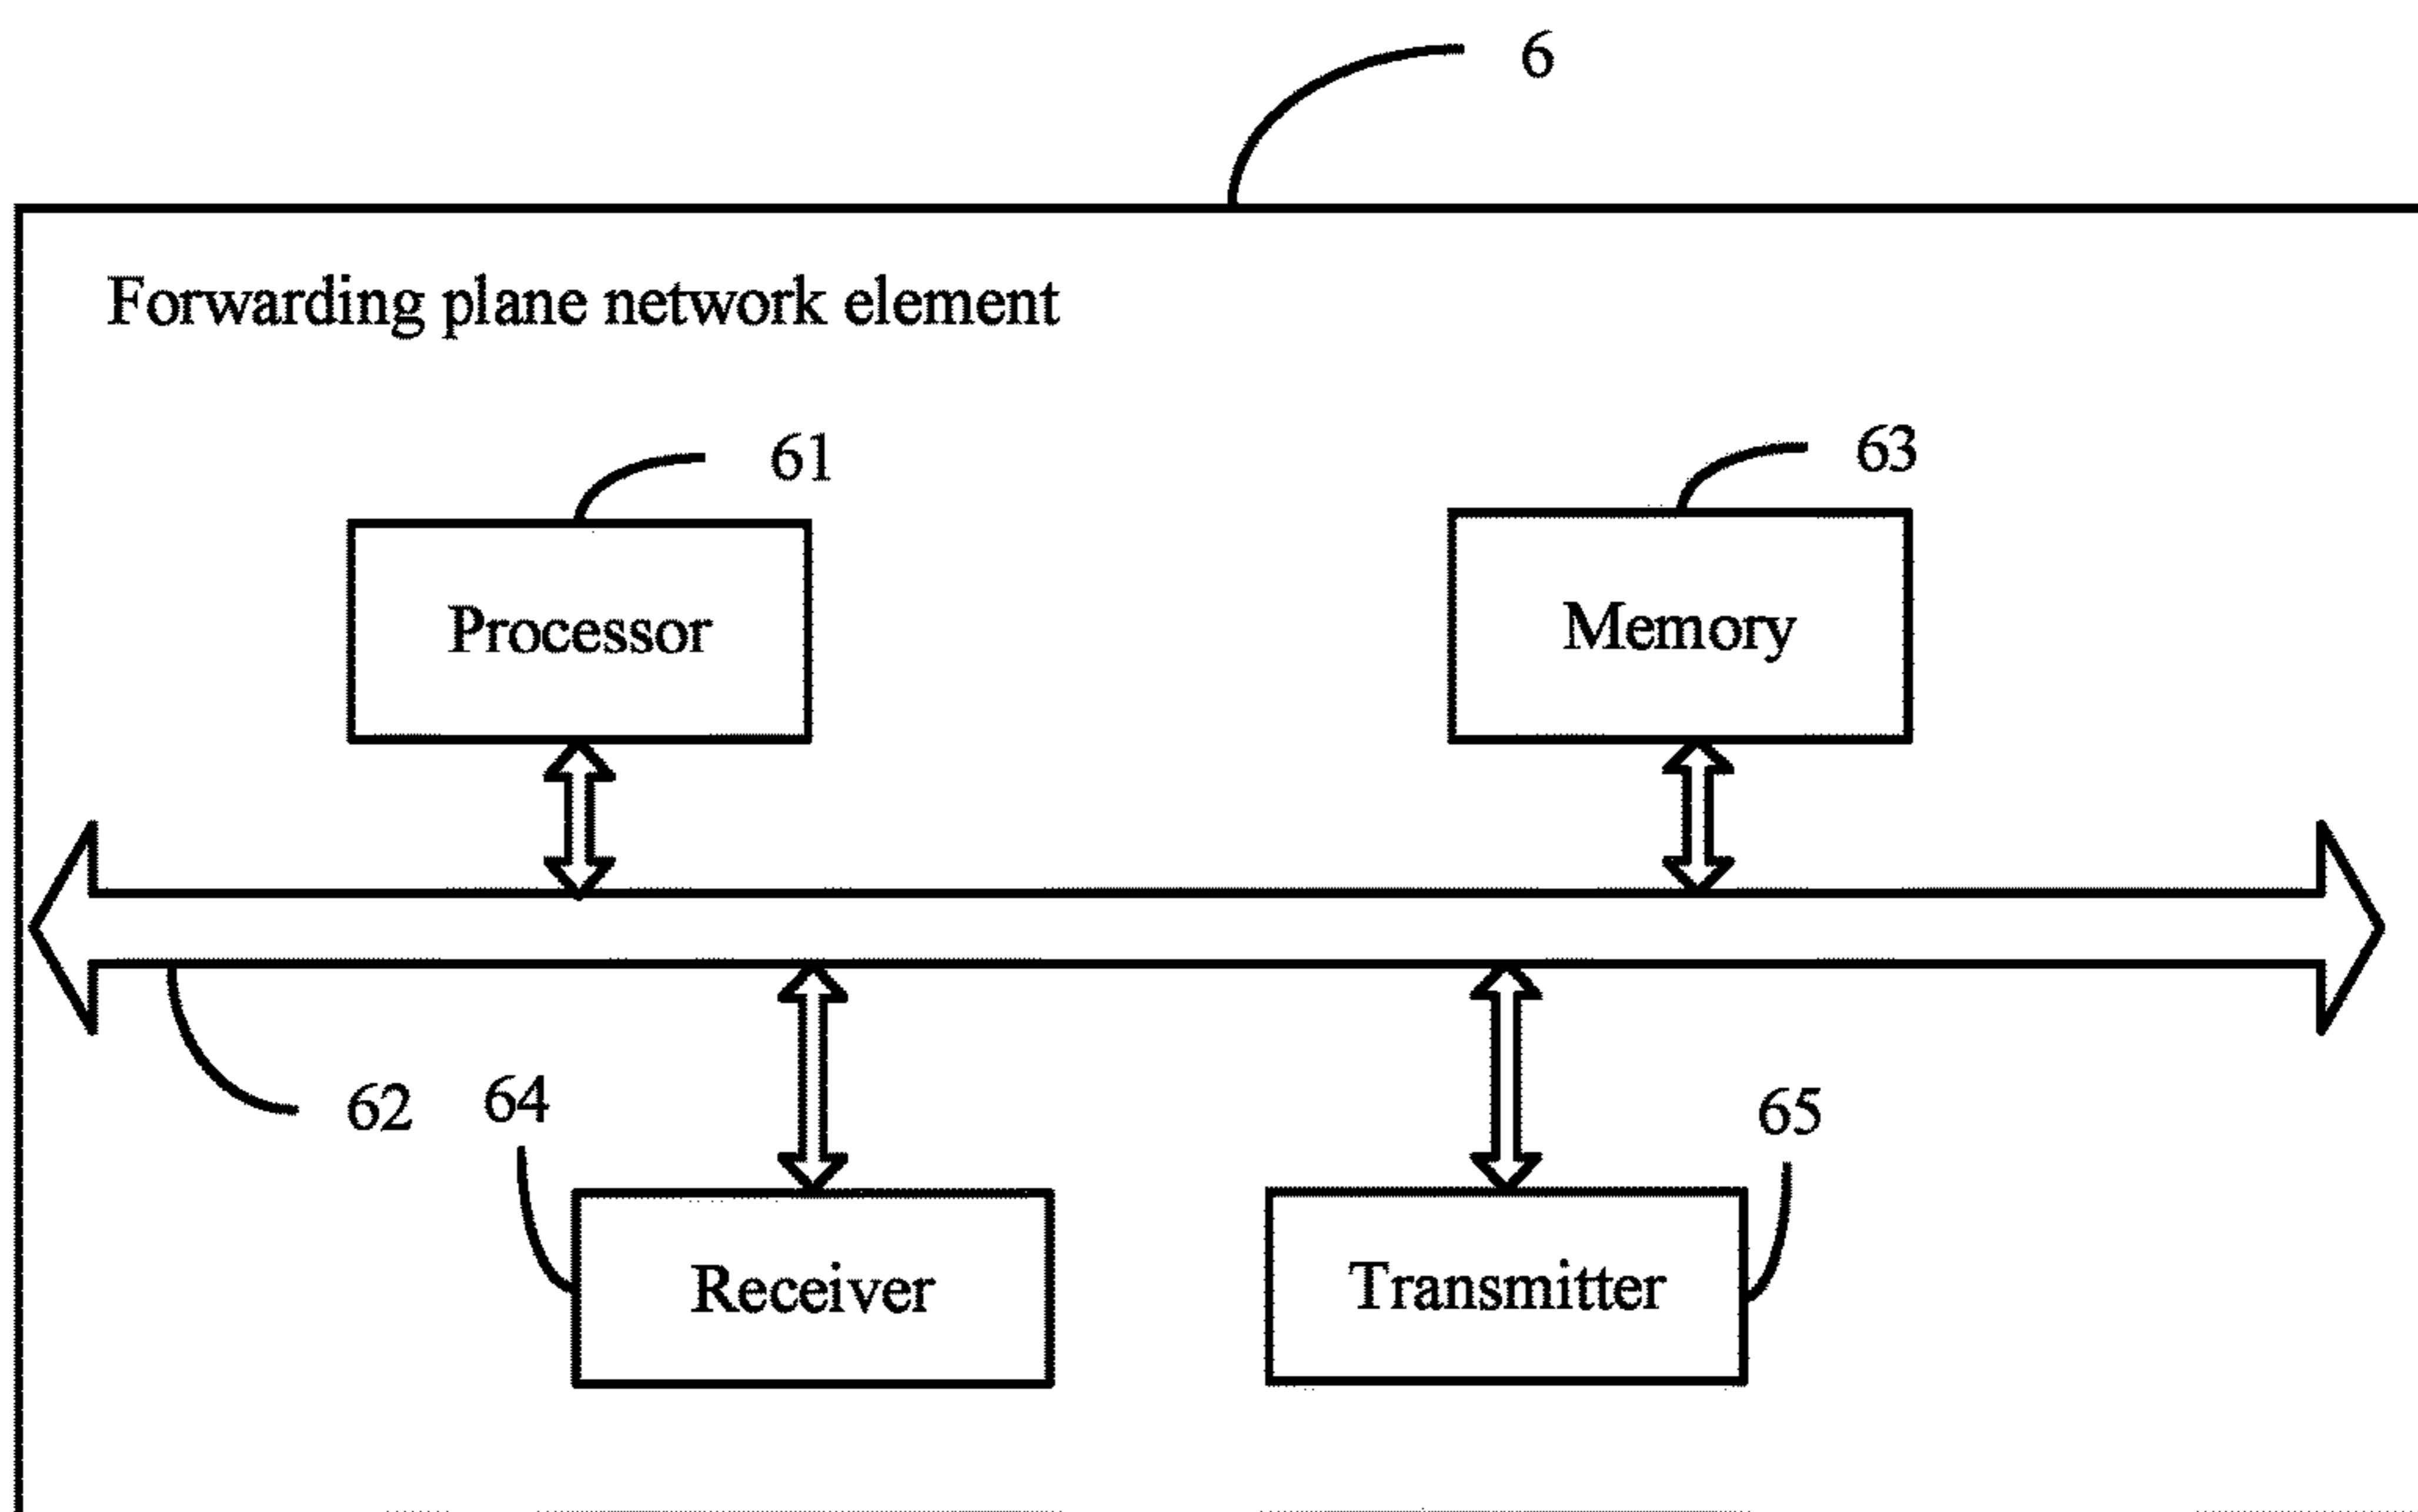 6
Forwarding plane network element
61
63
Processor
Memory
62
64
65
Receiver
Transmitter